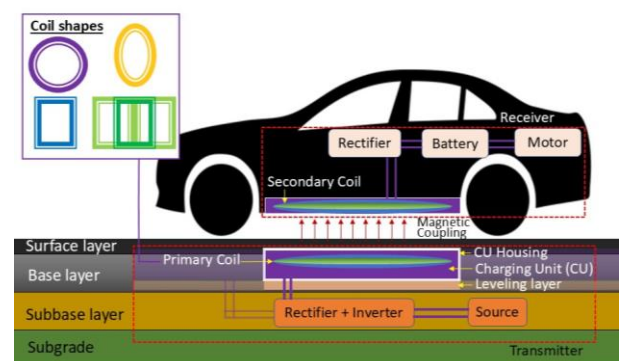 Coil shapes
Receiver
Rectifier
Battery
Motor
Secondary Coil
Magnetic
Coupling
Surface layer
CU Housing
Primary Coil
Charging Unit (CU)
Base layer
Leveling layer
Subbase layer
Rectifier + Inverter
Source
Subgrade
Transmitter